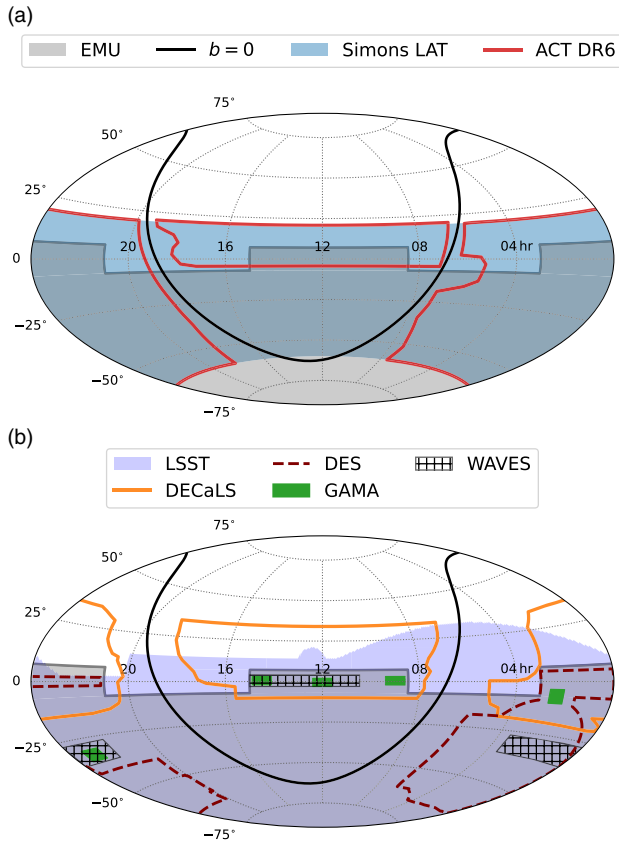 (a)
EMU b = 0 Simons LAT ACT DR6
75°
50°
25°
20 16 12 08 04 hr
0
−25°
−50°
−75°
(b)
LSST DES WAVES
DECaLS GAMA
75°
50°
25°
20 16 12 08 04 hr
0
−25°
−50°
−75°